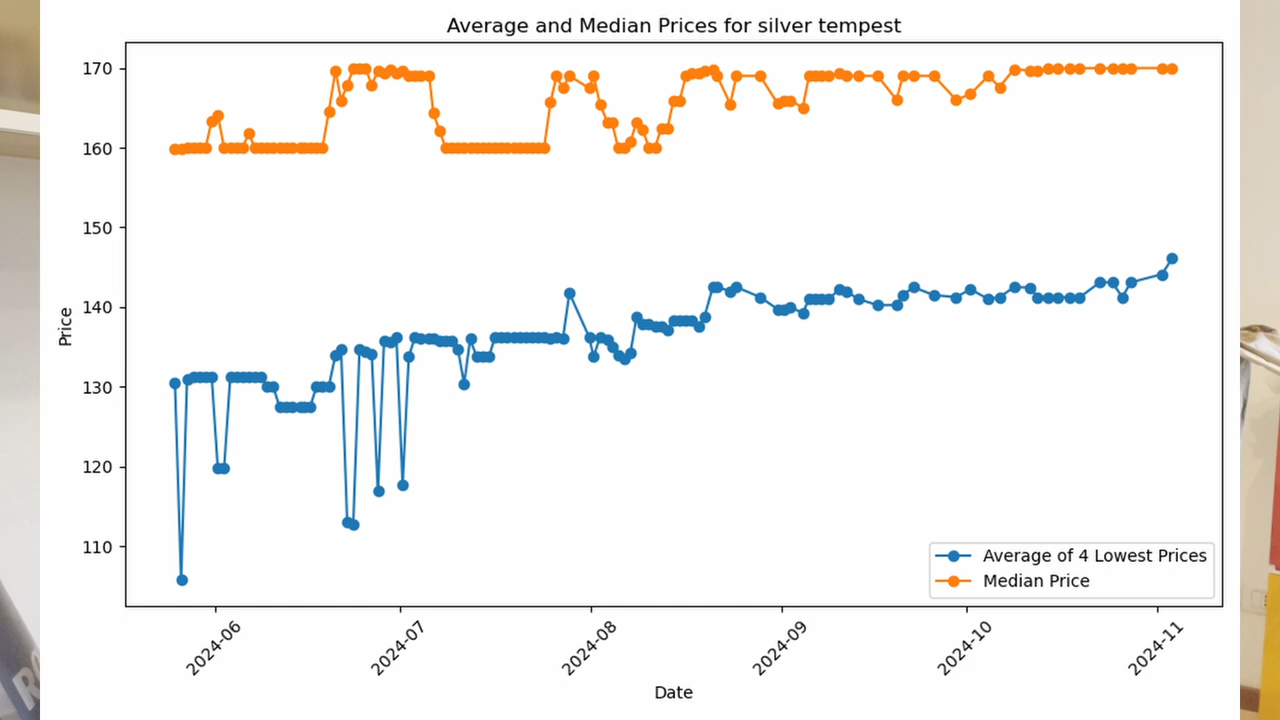 Average and Median Prices for silver tempest
170
160
150
140
130
120
110
Price
2024-06
2024-07
2024-08
2024-09
2024-10
2024-11
Date
Average of 4 Lowest Prices
Median Price